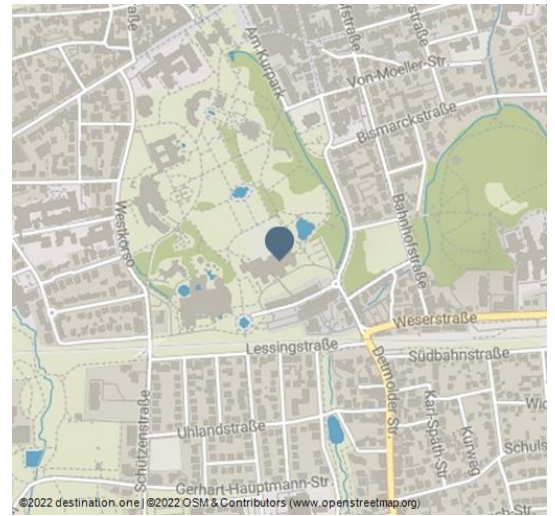 Am Kurpark
Von-Moeller-Str.
Bismarckstraße
Westkorso
Bahnhofstraße
Weserstraße
Lessingstraße
Südbahnstraße
Schützenstraße
Detmolder Str.
Uhlandstraße
Karl-Späth-Str.
Kurweg
Gerhart-Hauptmann-Str.
©2022 destination.one | ©2022 OSM & Contributors (www.openstreetmap.org)